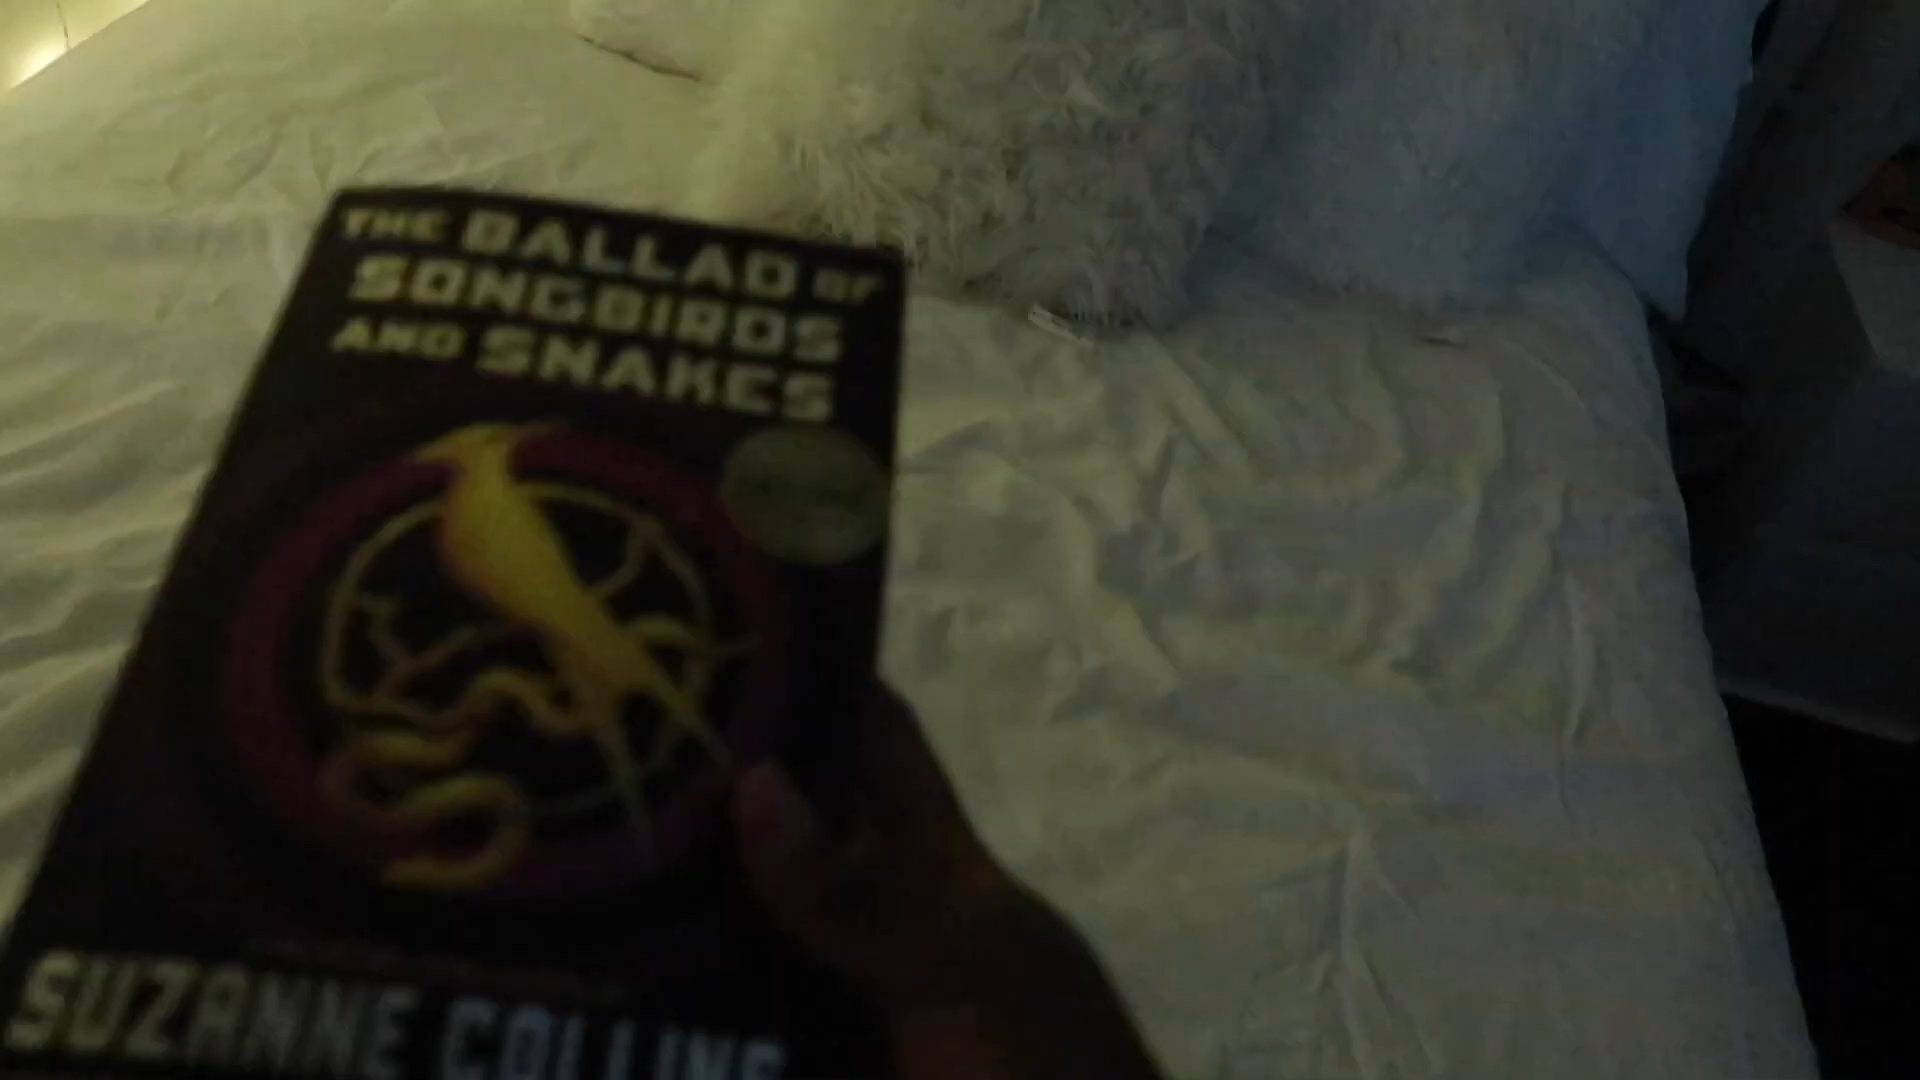 THE BALLAD OF
SONGBIRDS
AND SNAKES
SUZANNE COLLINS